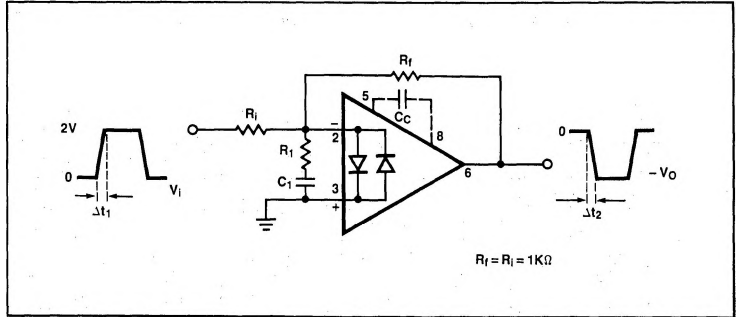 Rf
5
CC
8
Ri
2V
−
2
R1
6
0
0
C1
3
+
Vi
−VO
Δt1
Δt2
Rf = Ri = 1KΩ